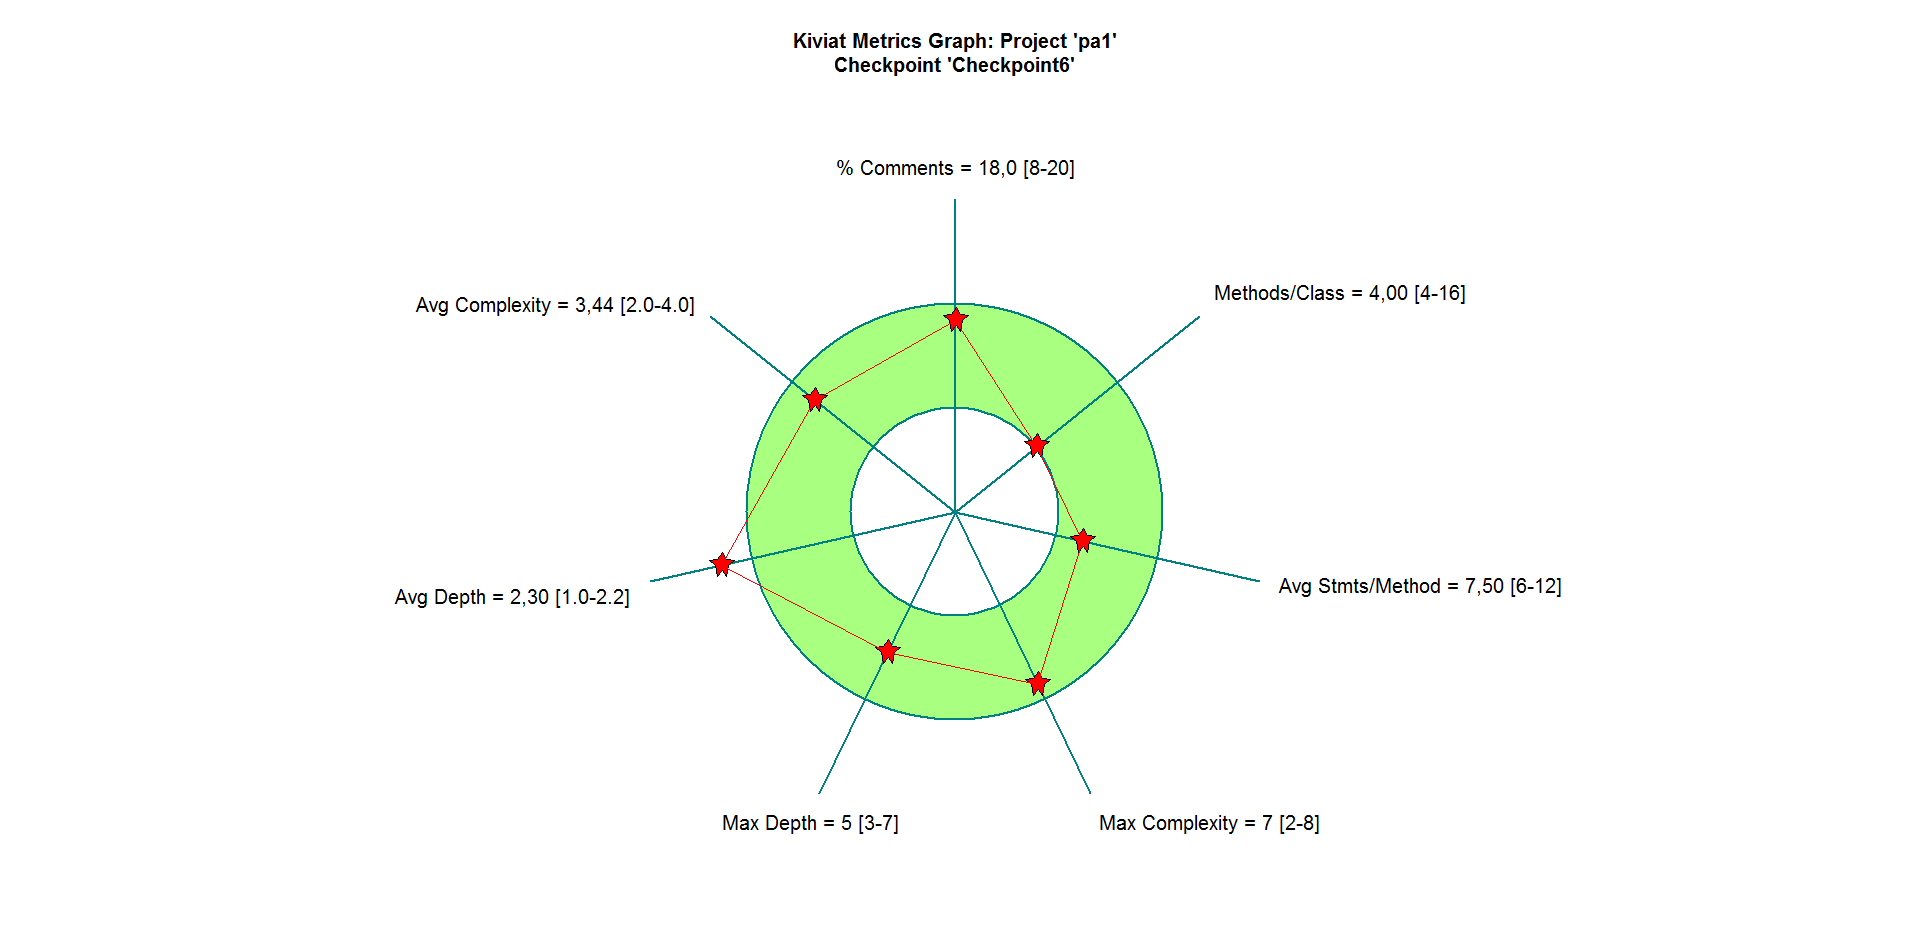 Kiviat Metrics Graph: Project 'pa1'
Checkpoint 'Checkpoint6'
% Comments = 18,0 [8-20]
Methods/Class = 4,00 [4-16]
Avg Complexity = 3,44 [2.0-4.0]
Avg Stmts/Method = 7,50 [6-12]
Avg Depth = 2,30 [1.0-2.2]
Max Depth = 5 [3-7]
Max Complexity = 7 [2-8]